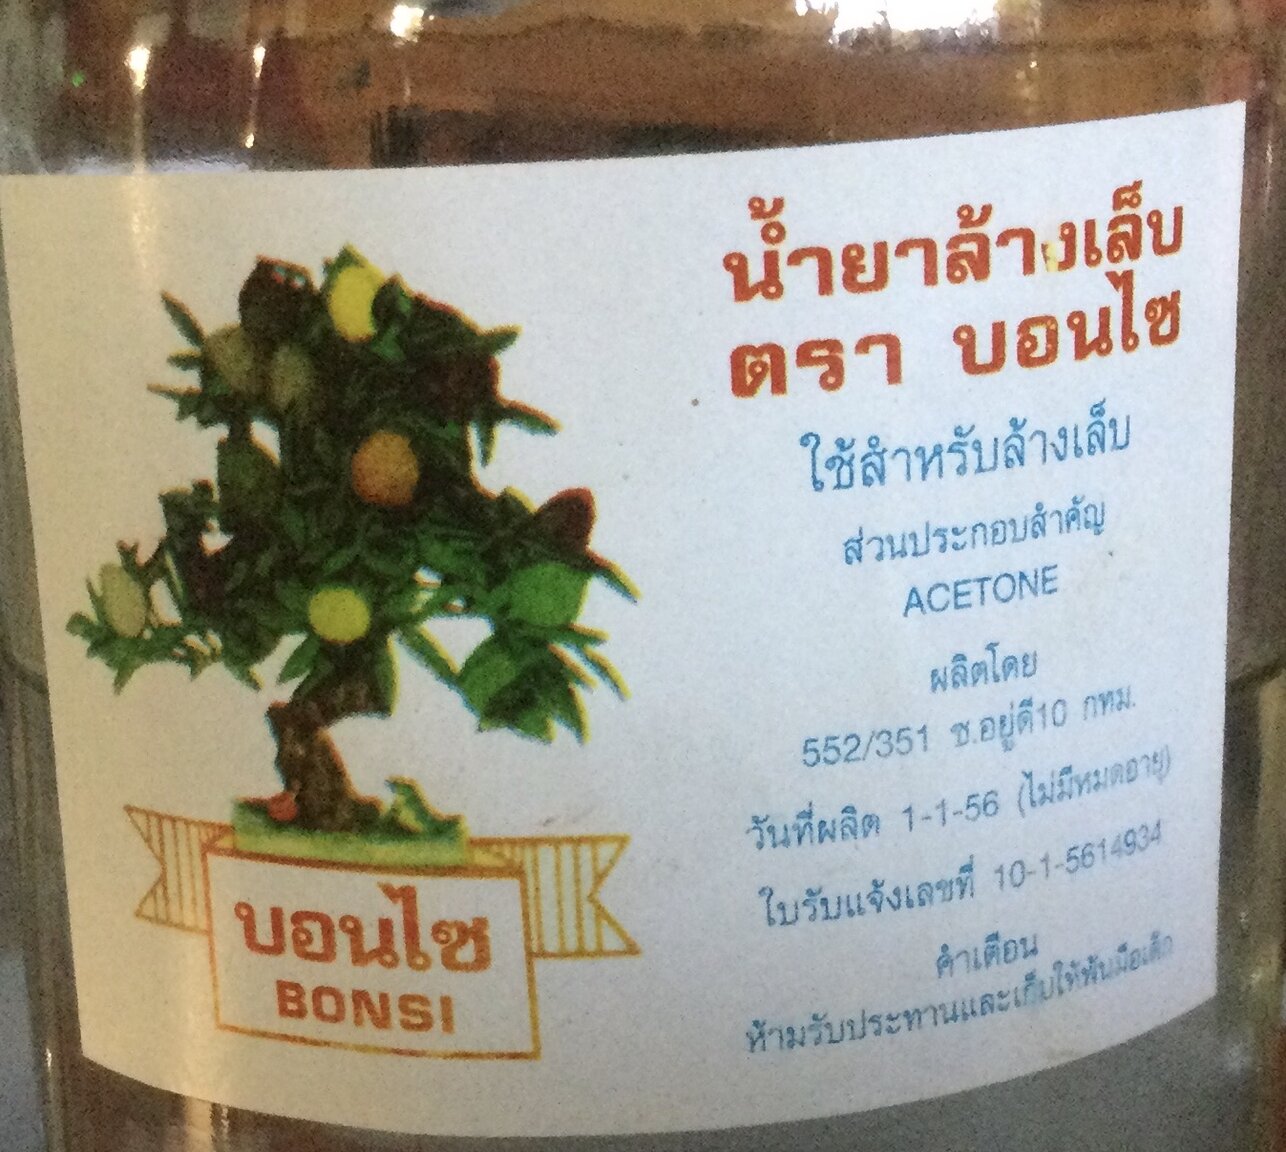 น้ำยาล้างเล็บ
ตรา บอนไซ
ใช้สำหรับล้างเล็บ
ส่วนประกอบสำคัญ
ACETONE
ผลิตโดย
552/351 ซ.อยู่ดี10 กทม.
วันที่ผลิต 1-1-56 (ไม่มีหมดอายุ)
ใบรับแจ้งเลขที่ 10-1-5614934
คำเตือน
ห้ามรับประทานและเก็บให้พ้นมือเด็ก
บอนไซ
BONSI